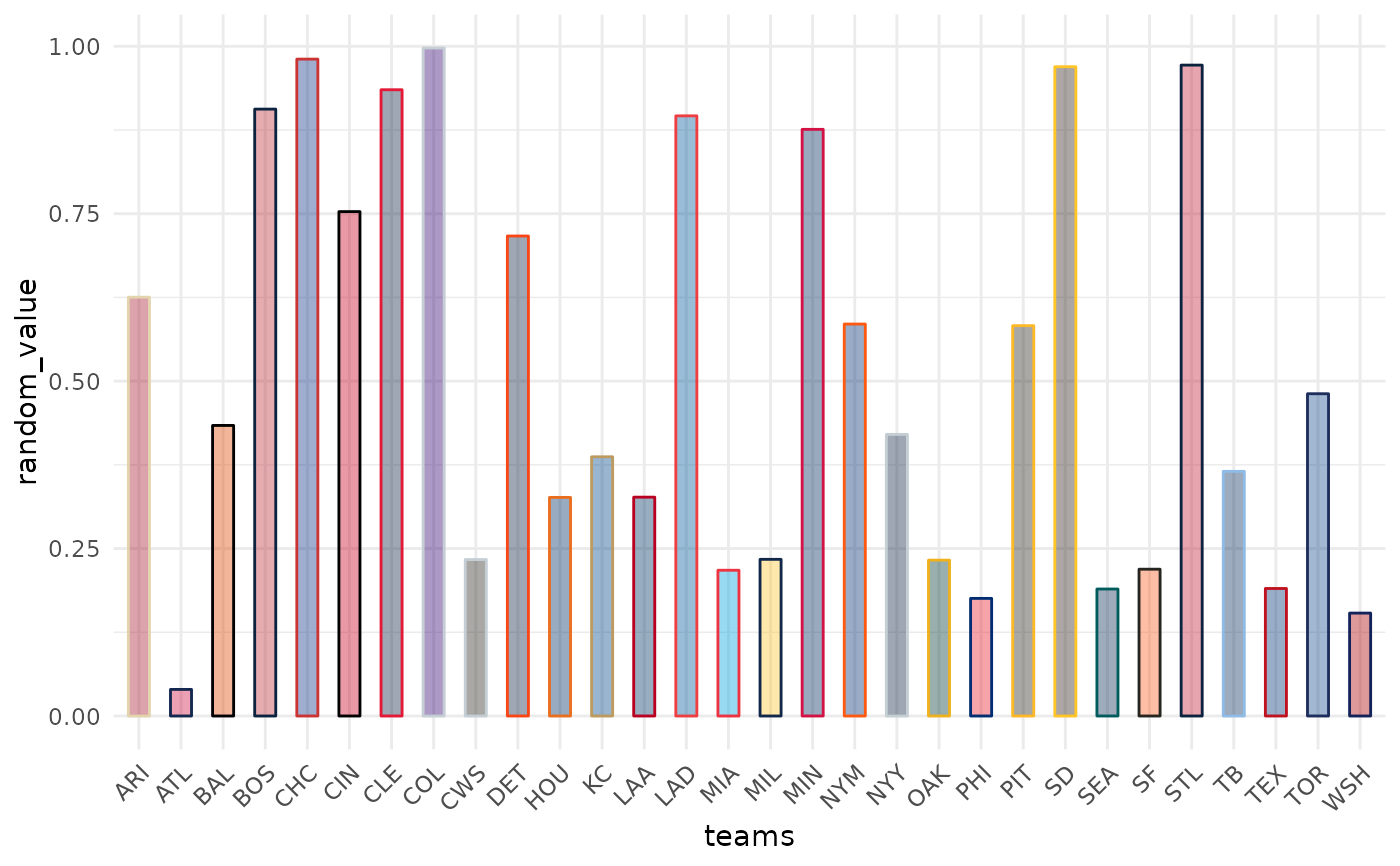 1.00
0.75
0.50
0.25
0.00
random_value
ARI ATL BAL BOS CHC CIN CLE COL CWS DET HOU KC LAA LAD MIA MIL MIN NYM NYY OAK PHI PIT SD SEA SF STL TB TEX TOR WSH
teams